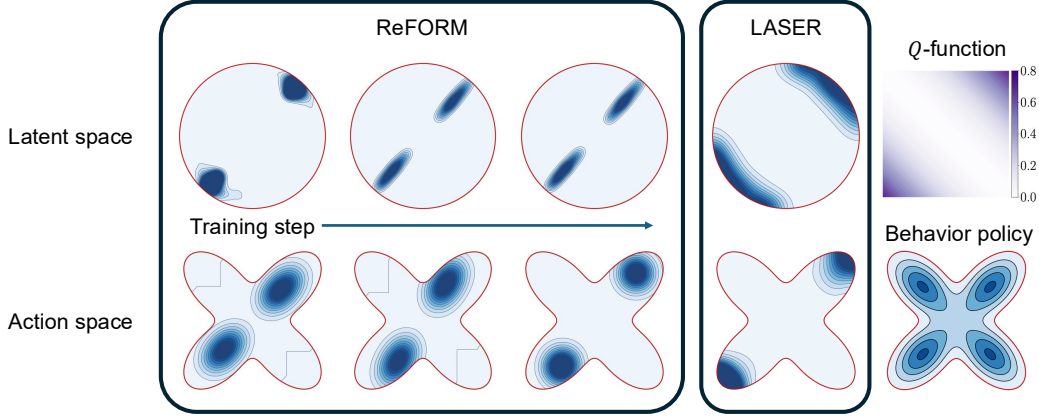 ReFORM
LASER
Q-function
Latent space
0.8
0.6
0.4
0.2
0.0
Training step
Behavior policy
Action space